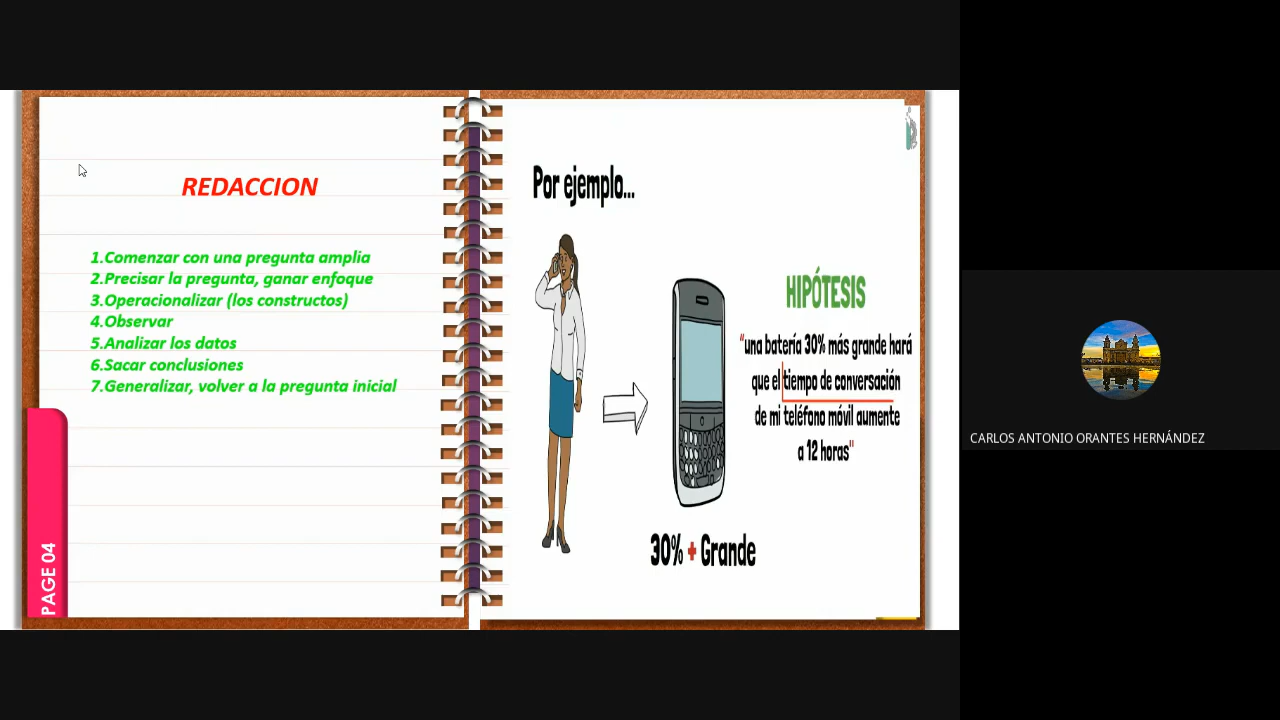 REDACCION
1.Comenzar con una pregunta amplia
2.Precisar la pregunta, ganar enfoque
3.Operacionalizar (los constructos)
4.Observar
5.Analizar los datos
6.Sacar conclusiones
7.Generalizar, volver a la pregunta inicial
PAGE 04
Por ejemplo...
HIPÓTESIS
"una batería 30% más grande hará
que el tiempo de conversación
de mi teléfono móvil aumente
a 12 horas"
30% + Grande
CARLOS ANTONIO ORANTES HERNÁNDEZ